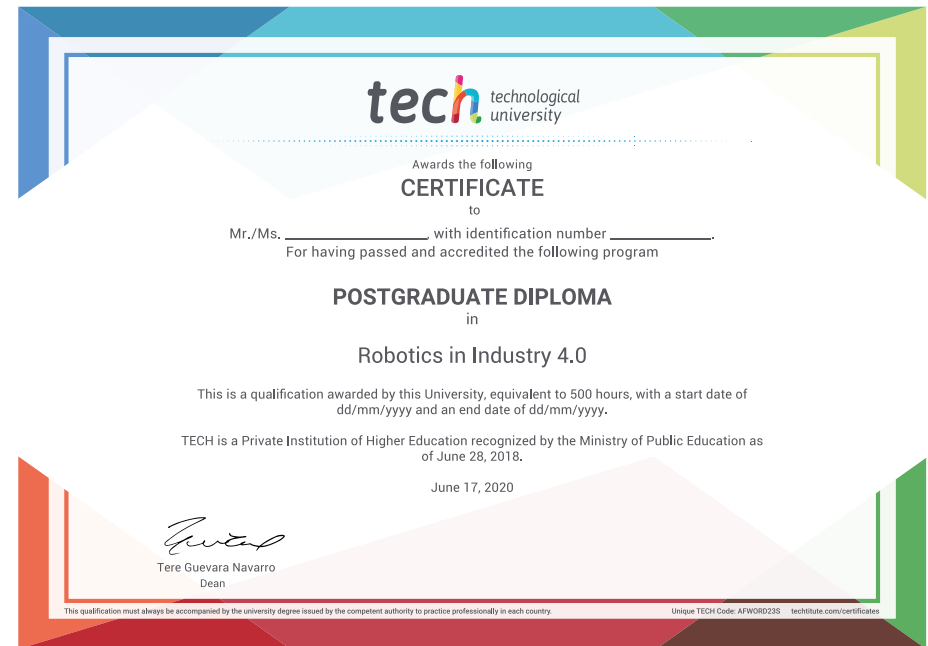 tech technological
university
Awards the following
CERTIFICATE
to
Mr./Ms. ____________________, with identification number ______________.
For having passed and accredited the following program
POSTGRADUATE DIPLOMA
in
Robotics in Industry 4.0
This is a qualification awarded by this University, equivalent to 500 hours, with a start date of
dd/mm/yyyy and an end date of dd/mm/yyyy.
TECH is a Private Institution of Higher Education recognized by the Ministry of Public Education as
of June 28, 2018.
June 17, 2020
Tere Guevara Navarro
Dean
This qualification must always be accompanied by the university degree issued by the competent authority to practice professionally in each country. Unique TECH Code: AFWORD23S techtitute.com/certificates